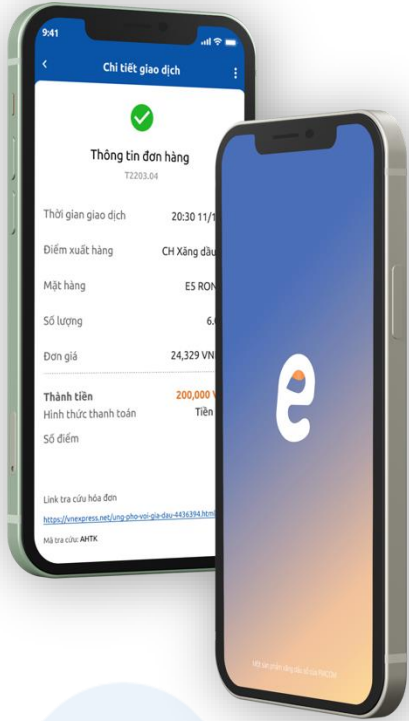 9:41
Chi tiết giao dịch
Thông tin đơn hàng
T2203.04
Thời gian giao dịch 20:30 11/1
Điểm xuất hàng CH Xăng dầu
Mặt hàng E5 RON
Số lượng 6.
Đơn giá 24,329 VN
Thành tiền 200,000
Hình thức thanh toán Tiền
Số điểm
Link tra cứu hóa đơn
https://vnexpress.net/ung-pho-voi-gia-dau-4436394.html
Mã tra cứu: AHTK
e